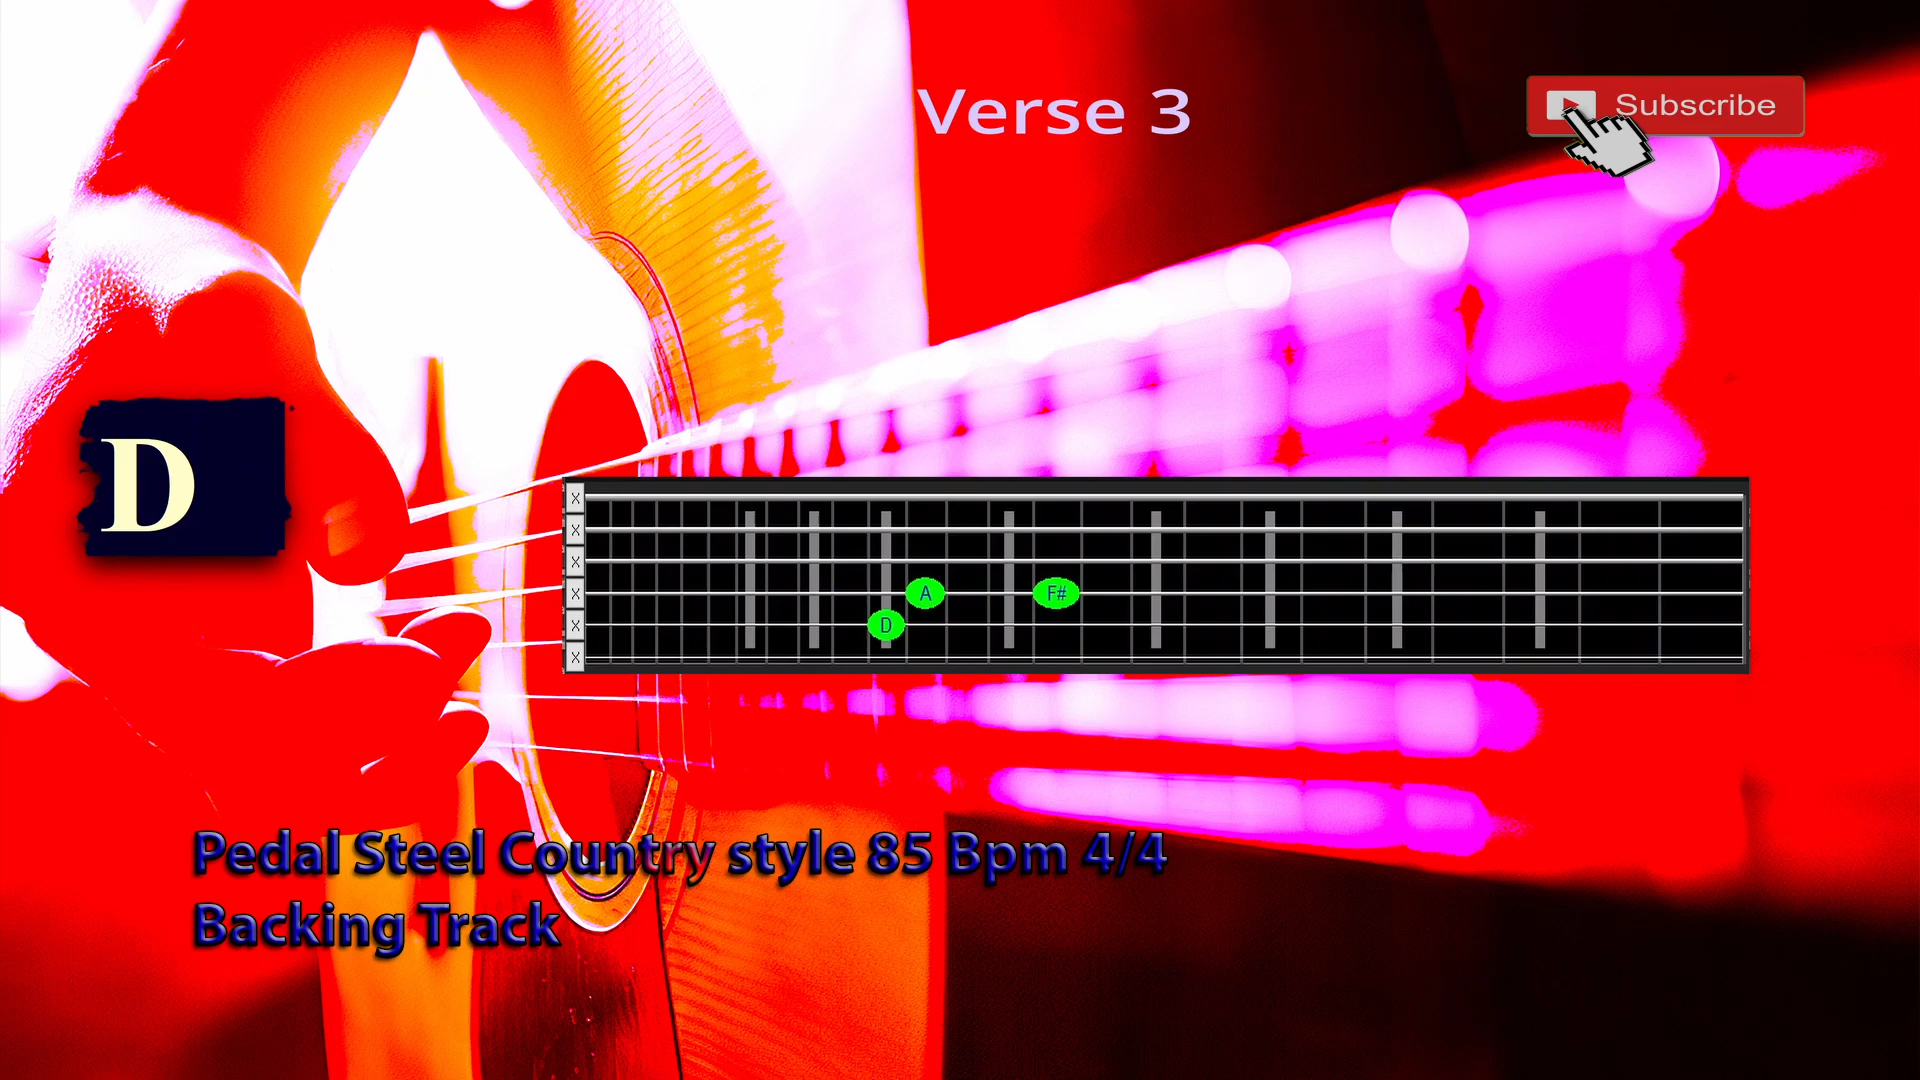 Verse 3
Subscribe
D
X
X
X
X A F#
X D
X
Pedal Steel Country style 85 Bpm 4/4
Backing Track